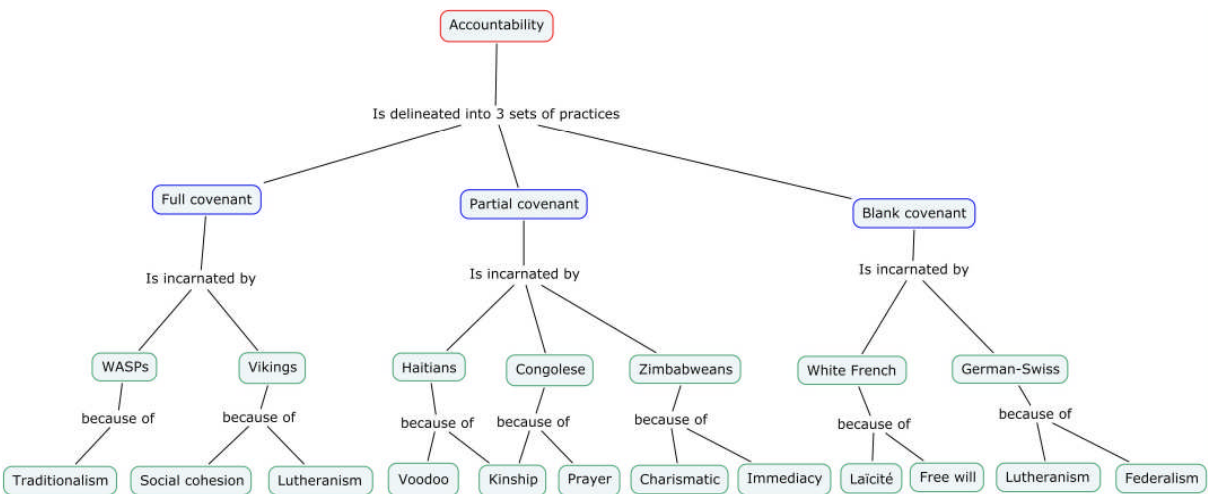 Accountability
Is delineated into 3 sets of practices
Full covenant
Partial covenant
Blank covenant
Is incarnated by
Is incarnated by
Is incarnated by
WASPs
Vikings
Haitians
Congolese
Zimbabweans
White French
German-Swiss
because of
because of
because of
because of
because of
because of
because of
Traditionalism
Social cohesion
Lutheranism
Voodoo
Kinship
Prayer
Charismatic
Immediacy
Laïcité
Free will
Lutheranism
Federalism